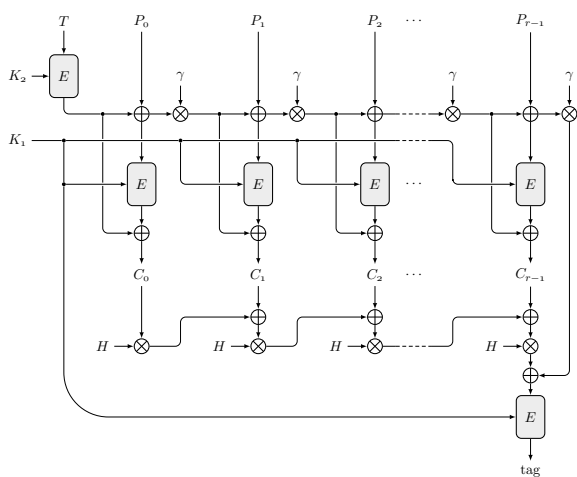 T P₀ P₁ P₂ ⋯ Pᵣ₋₁
K₂ E γ γ γ γ
K₁
E E E ⋯ E
C₀ C₁ C₂ ⋯ Cᵣ₋₁
H H H H
E
tag